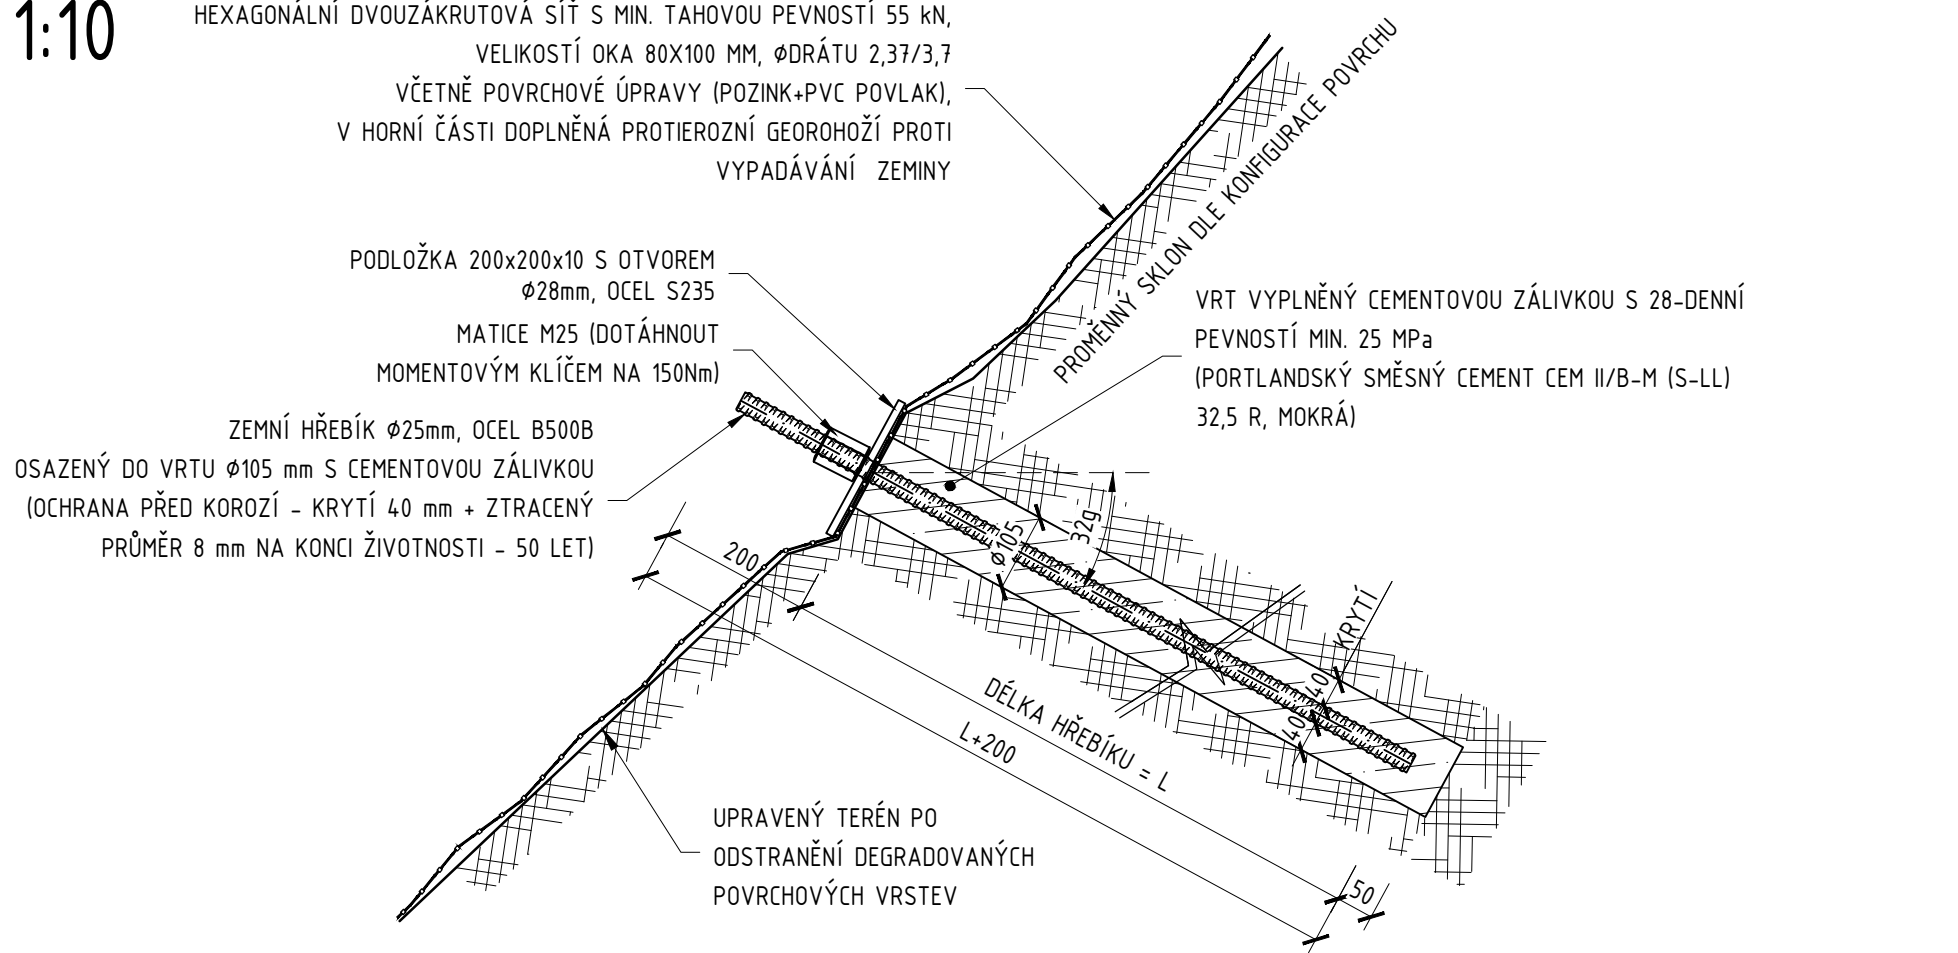 1:10
HEXAGONÁLNÍ DVOUZÁKRUTOVÁ SÍŤ S MIN. TAHOVOU PEVNOSTÍ 55 kN,
VELIKOSTÍ OKA 80X100 MM, ϕDRÁTU 2,37/3,7
VČETNĚ POVRCHOVÉ ÚPRAVY (POZINK+PVC POVLAK),
V HORNÍ ČÁSTI DOPLNĚNÁ PROTIEROZNÍ GEOROHOŽÍ PROTI
VYPADÁVÁNÍ ZEMINY
PROMĚNNÝ SKLON DLE KONFIGURACE POVRCHU
PODLOŽKA 200x200x10 S OTVOREM
ϕ28mm, OCEL S235
MATICE M25 (DOTÁHNOUT
MOMENTOVÝM KLÍČEM NA 150Nm)
ZEMNÍ HŘEBÍK ϕ25mm, OCEL B500B
OSAZENÝ DO VRTU ϕ105 mm S CEMENTOVOU ZÁLIVKOU
(OCHRANA PŘED KOROZÍ - KRYTÍ 40 mm + ZTRACENÝ
PRŮMĚR 8 mm NA KONCI ŽIVOTNOSTI - 50 LET)
VRT VYPLNĚNÝ CEMENTOVOU ZÁLIVKOU S 28-DENNÍ
PEVNOSTÍ MIN. 25 MPa
(PORTLANDSKÝ SMĚSNÝ CEMENT CEM II/B-M (S-LL)
32,5 R, MOKRÁ)
200
ϕ105
32g
KRYTÍ
40
40
DÉLKA HŘEBÍKU = L
L+200
50
UPRAVENÝ TERÉN PO
ODSTRANĚNÍ DEGRADOVANÝCH
POVRCHOVÝCH VRSTEV